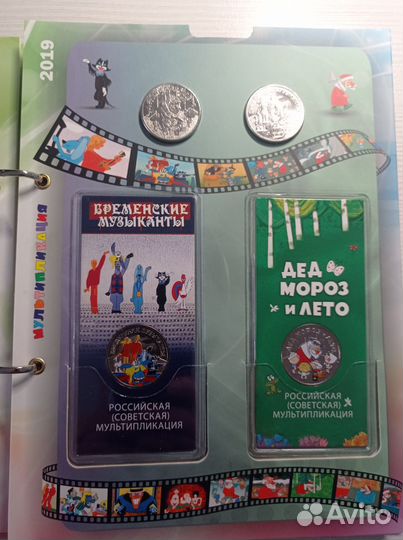 2019
МУЛЬТИПЛИКАЦИЯ
БРЕМЕНСКИЕ
МУЗЫКАНТЫ
РОССИЙСКАЯ
(СОВЕТСКАЯ)
МУЛЬТИПЛИКАЦИЯ
ДЕД
МОРОЗ
И ЛЕТО
РОССИЙСКАЯ
(СОВЕТСКАЯ)
МУЛЬТИПЛИКАЦИЯ
Avito